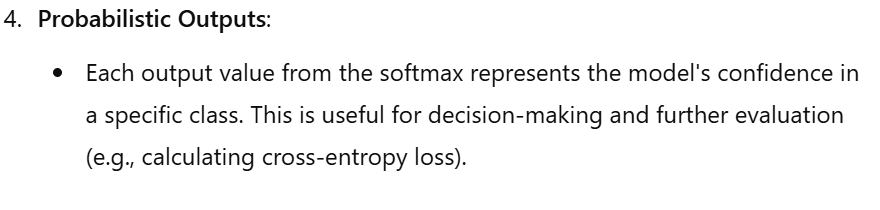 4. Probabilistic Outputs:
• Each output value from the softmax represents the model's confidence in
a specific class. This is useful for decision-making and further evaluation
(e.g., calculating cross-entropy loss).